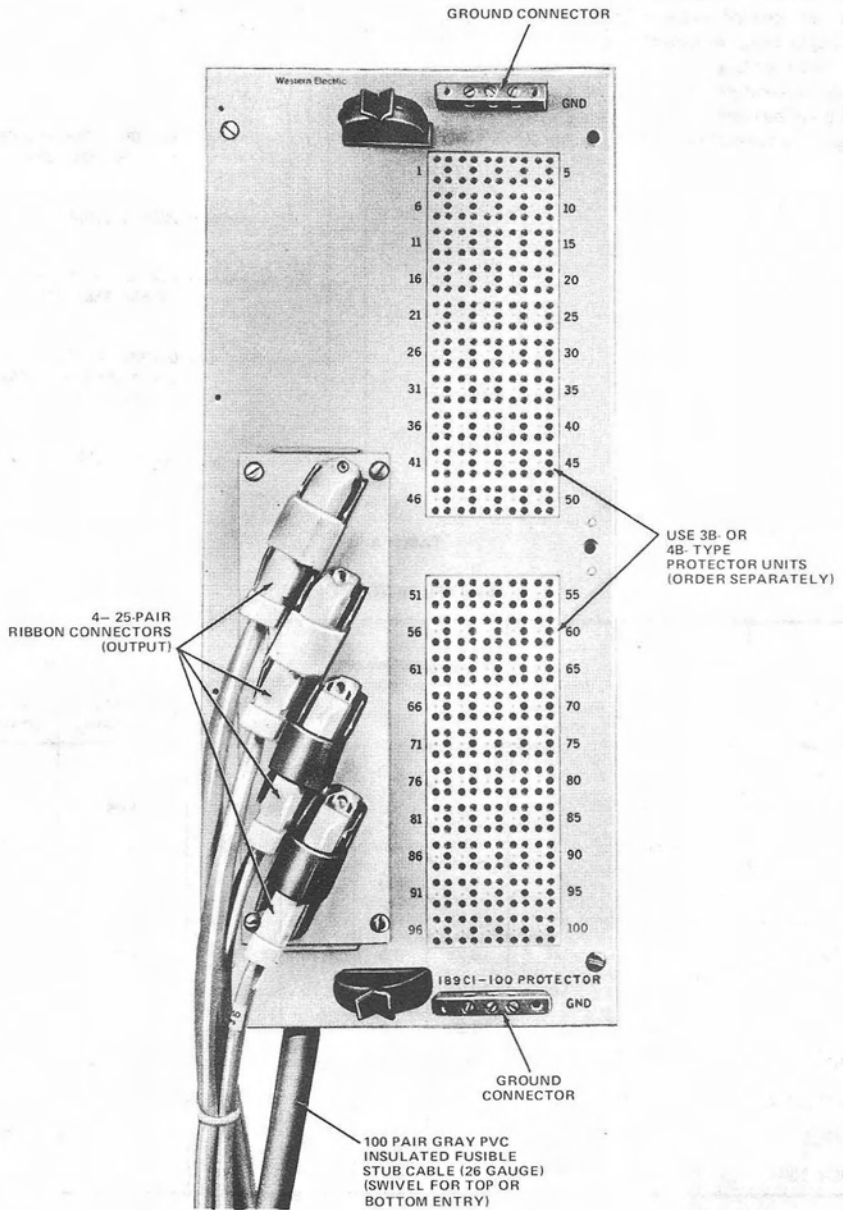 GROUND CONNECTOR
Western Electric
GND
1 5
6 10
11 15
16 20
21 25
26 30
31 35
36 40
41 45
46 50
USE 3B- OR
4B- TYPE
PROTECTOR UNITS
(ORDER SEPARATELY)
51 55
56 60
4– 25-PAIR
RIBBON CONNECTORS
(OUTPUT)
61 65
66 70
71 75
76 80
81 85
86 90
91 95
96 100
189C1-100 PROTECTOR
GND
GROUND
CONNECTOR
100 PAIR GRAY PVC
INSULATED FUSIBLE
STUB CABLE (26 GAUGE)
(SWIVEL FOR TOP OR
BOTTOM ENTRY)